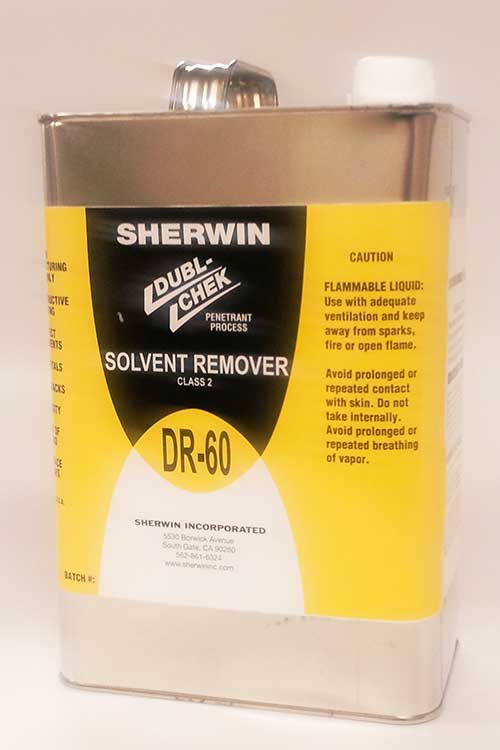 SHERWIN
DUBL-
CHEK
PENETRANT
PROCESS
SOLVENT REMOVER
CLASS 2
DR-60
SHERWIN INCORPORATED
5530 Borwick Avenue
South Gate, CA 90280
562-861-6324
www.sherwininc.com
BATCH #:
CAUTION
FLAMMABLE LIQUID:
Use with adequate
ventilation and keep
away from sparks,
fire or open flame.
Avoid prolonged or
repeated contact
with skin. Do not
take internally.
Avoid prolonged or
repeated breathing
of vapor.